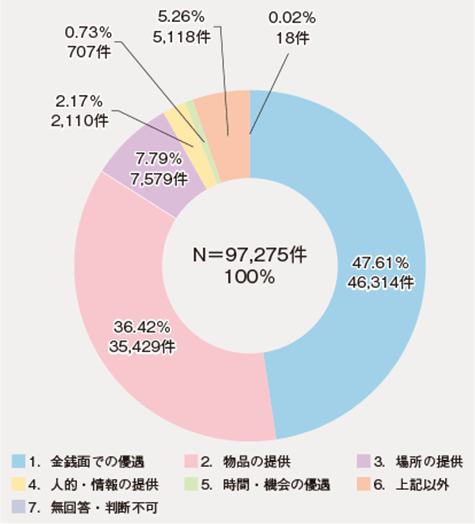 0.02%
18件
5.26%
5,118件
0.73%
707件
2.17%
2,110件
7.79%
7,579件
47.61%
46,314件
N＝97,275件
100%
36.42%
35,429件
1. 金銭面での優遇 2. 物品の提供 3. 場所の提供
4. 人的・情報の提供 5. 時間・機会の優遇 6. 上記以外
7. 無回答・判断不可